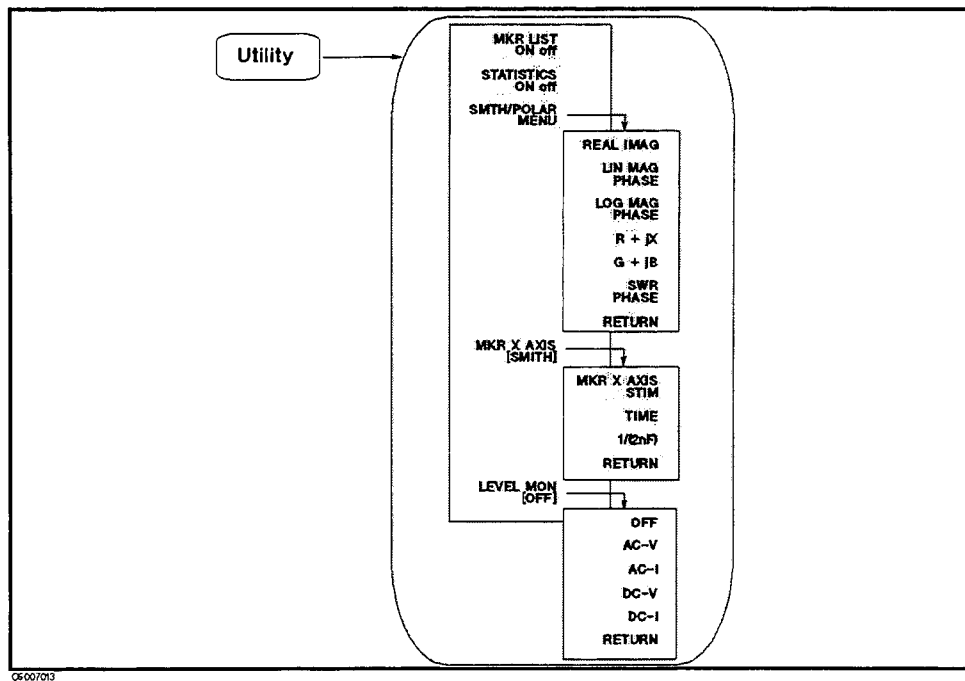 Utility
MKR LIST
ON off
STATISTICS
ON off
SMTH/POLAR
MENU
REAL IMAG
LIN MAG
PHASE
LOG MAG
PHASE
R + jX
G + jB
SWR
PHASE
RETURN
MKR X AXIS
[SMITH]
MKR X AXIS
STIM
TIME
1/(2πF)
RETURN
LEVEL MON
[OFF]
OFF
AC-V
AC-I
DC-V
DC-I
RETURN
C6007013